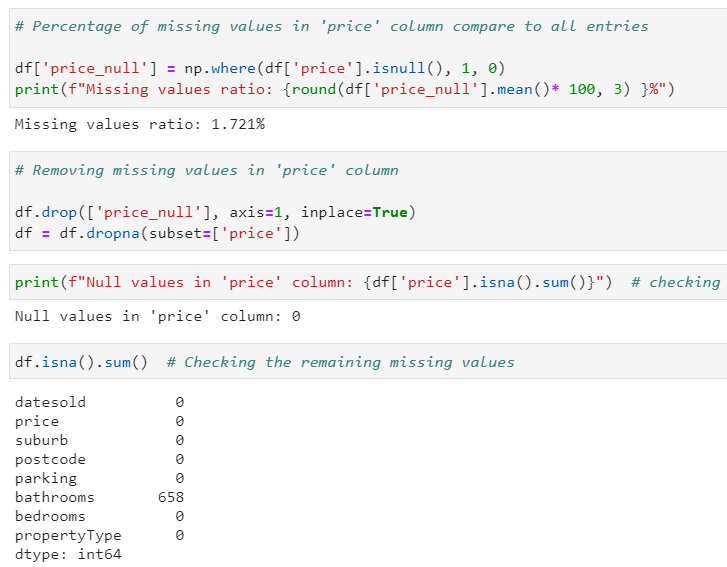 # Percentage of missing values in 'price' column compare to all entries
df['price_null'] = np.where(df['price'].isnull(), 1, 0)
print(f"Missing values ratio: {round(df['price_null'].mean()* 100, 3) }%")
Missing values ratio: 1.721%
# Removing missing values in 'price' column
df.drop(['price_null'], axis=1, inplace=True)
df = df.dropna(subset=['price'])
print(f"Null values in 'price' column: {df['price'].isna().sum()}")  # checking
Null values in 'price' column: 0
df.isna().sum()  # Checking the remaining missing values
datesold          0
price             0
suburb            0
postcode          0
parking           0
bathrooms       658
bedrooms          0
propertyType      0
dtype: int64